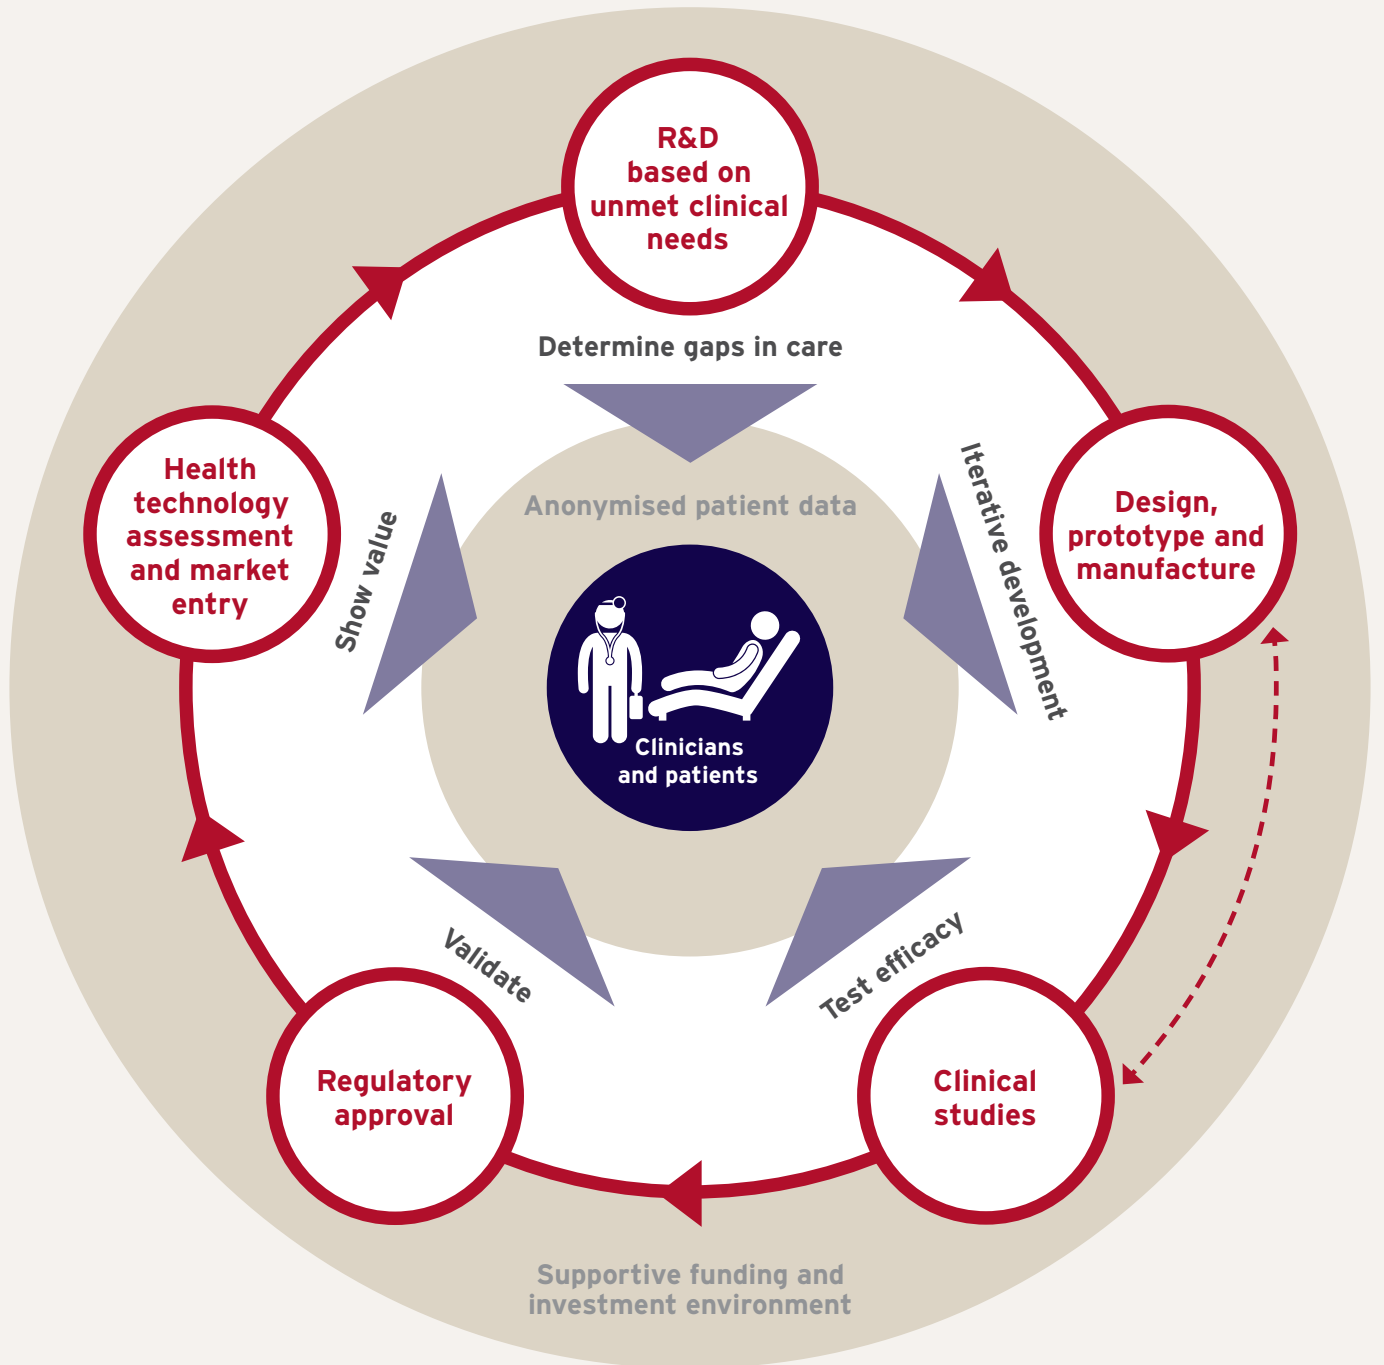 R&D
based on
unmet clinical
needs
Determine gaps in care
Health
technology
assessment
and market
entry
Show value
Anonymised patient data
Iterative development
Design,
prototype and
manufacture
Clinicians
and patients
Validate
Test efficacy
Regulatory
approval
Clinical
studies
Supportive funding and
investment environment